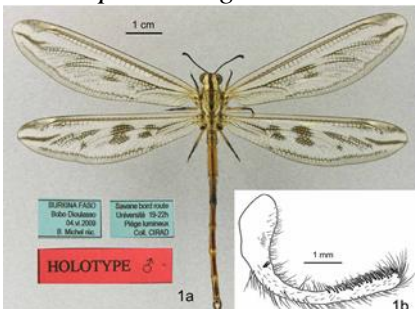 1 cm
BURKINA FASO
Bobo Dioulasso
04.vi.2009
B. Michel réc.
Savane bord route
Université 19-22h
Piège lumineux
Coll. CIRAD
HOLOTYPE ♂
1a
1 mm
1b